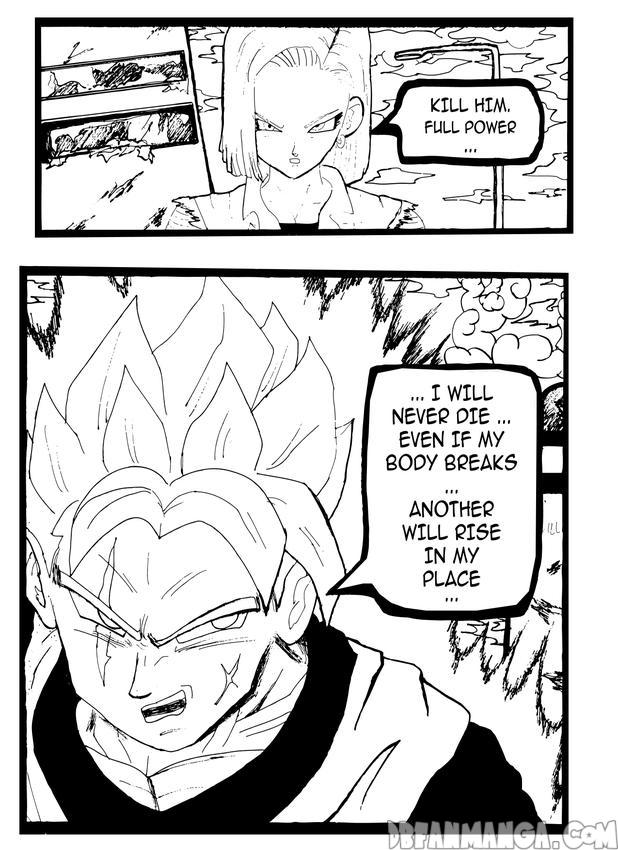 KILL HIM.
FULL POWER
...
... I WILL
NEVER DIE ...
EVEN IF MY
BODY BREAKS
...
ANOTHER
WILL RISE
IN MY
PLACE
...
DBFANMANGA.COM